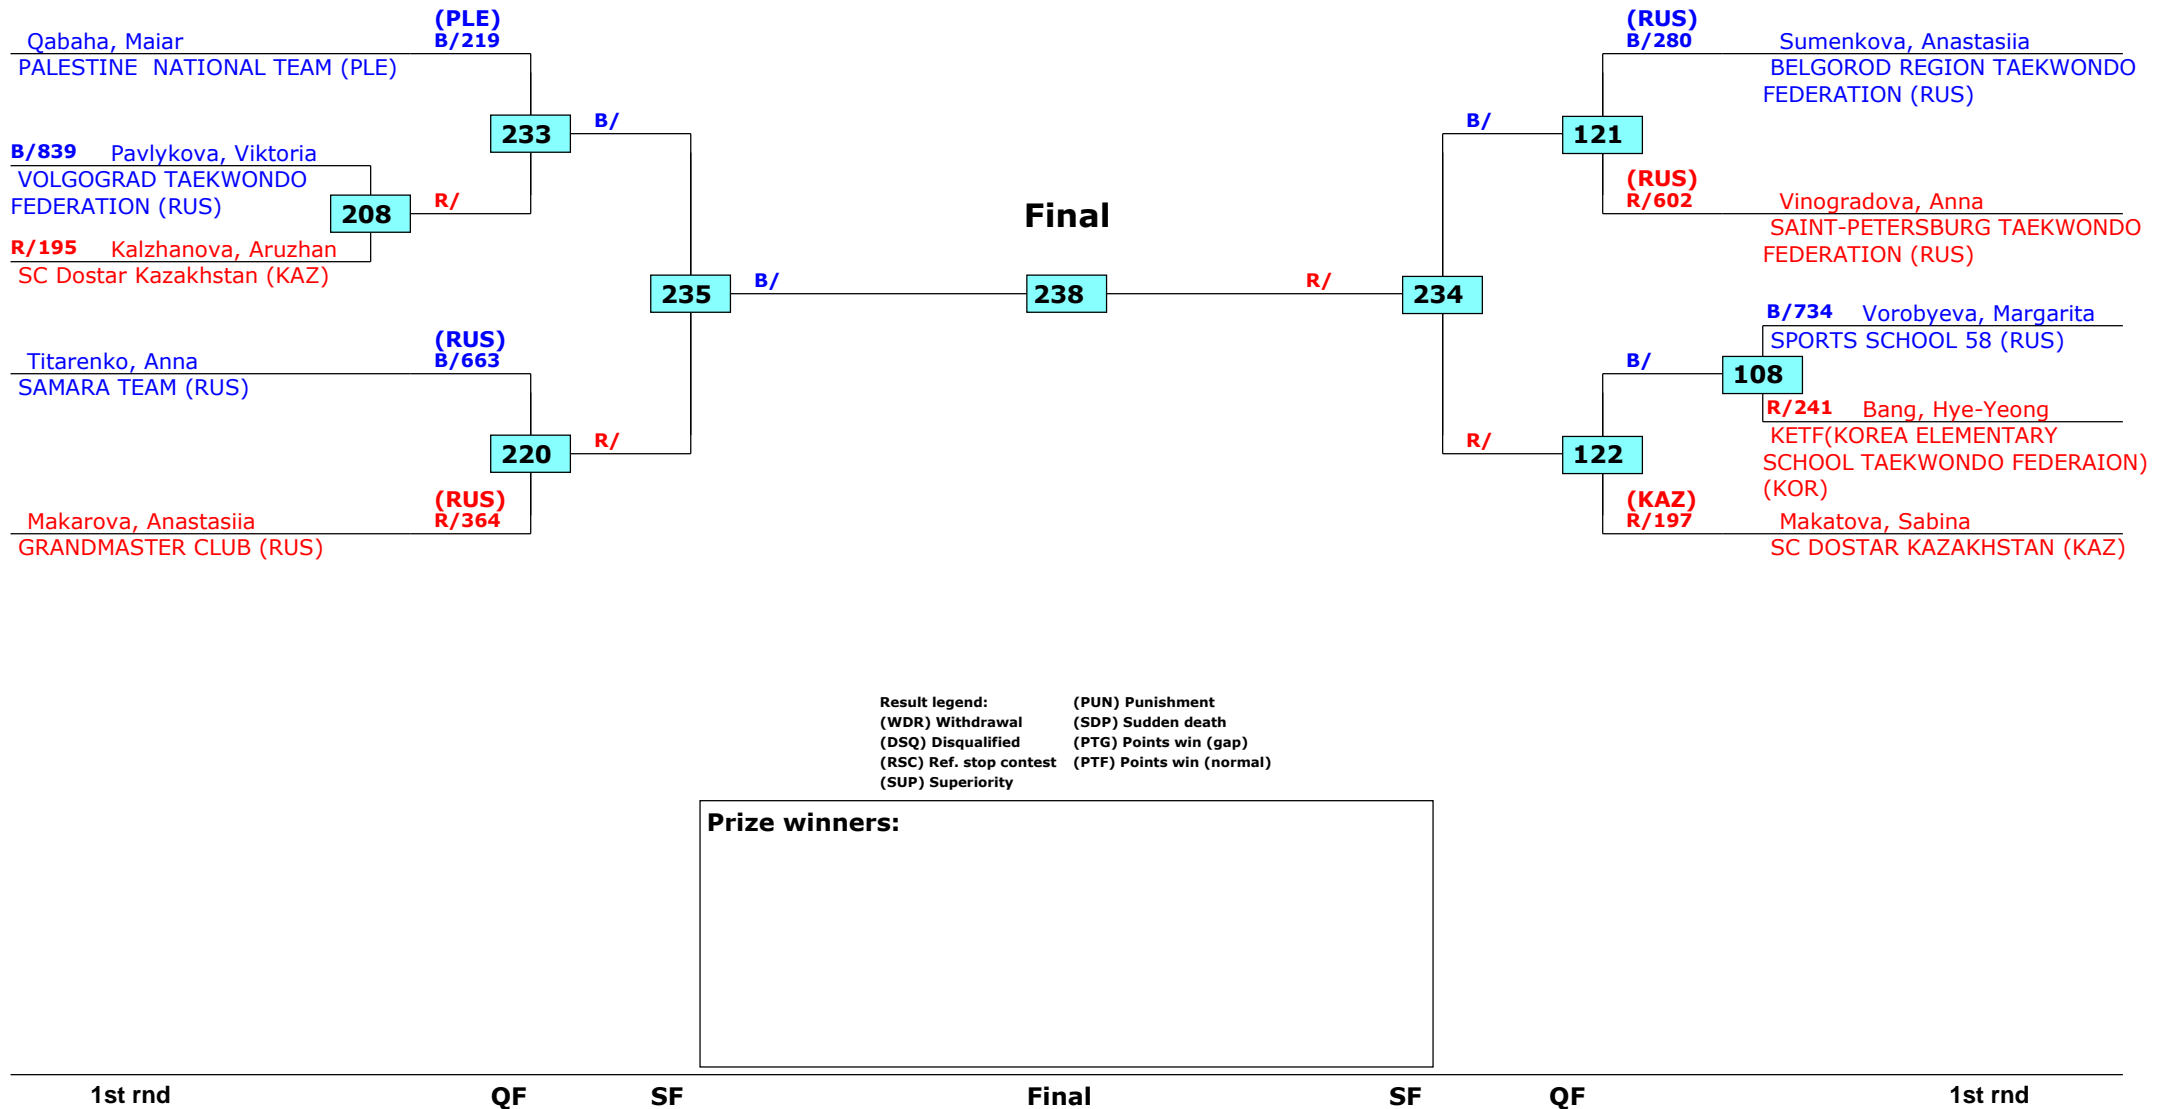 (PLE)
Qabaha, Maiar B/219
PALESTINE  NATIONAL TEAM (PLE)
233
B/
B/839 Pavlykova, Viktoria
VOLGOGRAD TAEKWONDO
FEDERATION (RUS)
208
R/
R/195 Kalzhanova, Aruzhan
SC Dostar Kazakhstan (KAZ)
235
B/
(RUS)
Titarenko, Anna B/663
SAMARA TEAM (RUS)
220
R/
(RUS)
Makarova, Anastasiia R/364
GRANDMASTER CLUB (RUS)
Final
238
R/
234
(RUS)
B/280 Sumenkova, Anastasiia
BELGOROD REGION TAEKWONDO
FEDERATION (RUS)
B/
121
(RUS)
R/602 Vinogradova, Anna
SAINT-PETERSBURG TAEKWONDO
FEDERATION (RUS)
B/734 Vorobyeva, Margarita
SPORTS SCHOOL 58 (RUS)
B/
108
R/241 Bang, Hye-Yeong
KETF(KOREA ELEMENTARY
SCHOOL TAEKWONDO FEDERAION)
(KOR)
R/
122
(KAZ)
R/197 Makatova, Sabina
SC DOSTAR KAZAKHSTAN (KAZ)
Result legend: (PUN) Punishment
(WDR) Withdrawal (SDP) Sudden death
(DSQ) Disqualified (PTG) Points win (gap)
(RSC) Ref. stop contest (PTF) Points win (normal)
(SUP) Superiority
Prize winners:
1st rnd QF SF Final SF QF 1st rnd